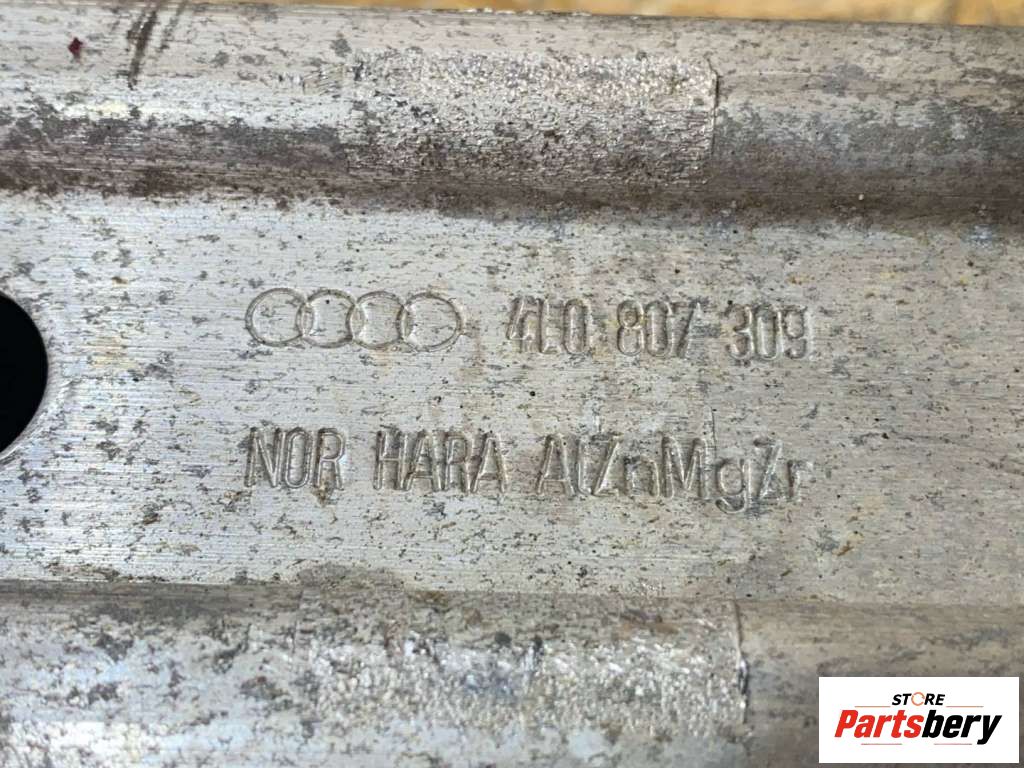 4L0 807 309
NOR HARA AlZnMgZr
STORE
Partsbery